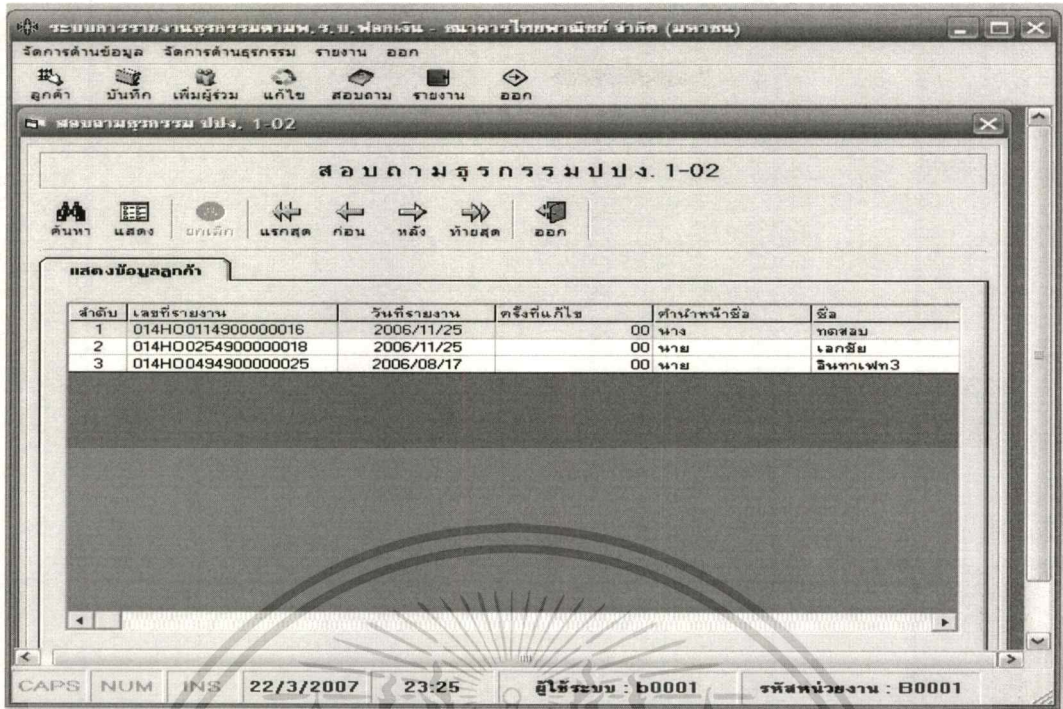 ระบบการรายงานธุรกรรมตามพ.ร.บ.ฟอกเงิน - ธนาคารไทยพาณิชย์ จำกัด (มหาชน)
จัดการด้านข้อมูล จัดการด้านธุรกรรม รายงาน ออก
ลูกค้า บันทึก เพิ่มผู้ร่วม แก้ไข สอบถาม รายงาน ออก
สอบถามธุรกรรม ปปง. 1-02
สอบถามธุรกรรมปปง. 1-02
ค้นหา แสดง ยกเลิก แรกสุด ก่อน หลัง ท้ายสุด ออก
แสดงข้อมูลลูกค้า
ลำดับ เลขที่รายงาน วันที่รายงาน ครั้งที่แก้ไข คำนำหน้าชื่อ ชื่อ
1 014HO0114900000016 2006/11/25 00 นาง ทดสอบ
2 014HO0254900000018 2006/11/25 00 นาย เอกชัย
3 014HO0494900000025 2006/08/17 00 นาย อินทาเฟท3
CAPS NUM INS 22/3/2007 23:25 ผู้ใช้ระบบ : b0001 รหัสหน่วยงาน : B0001